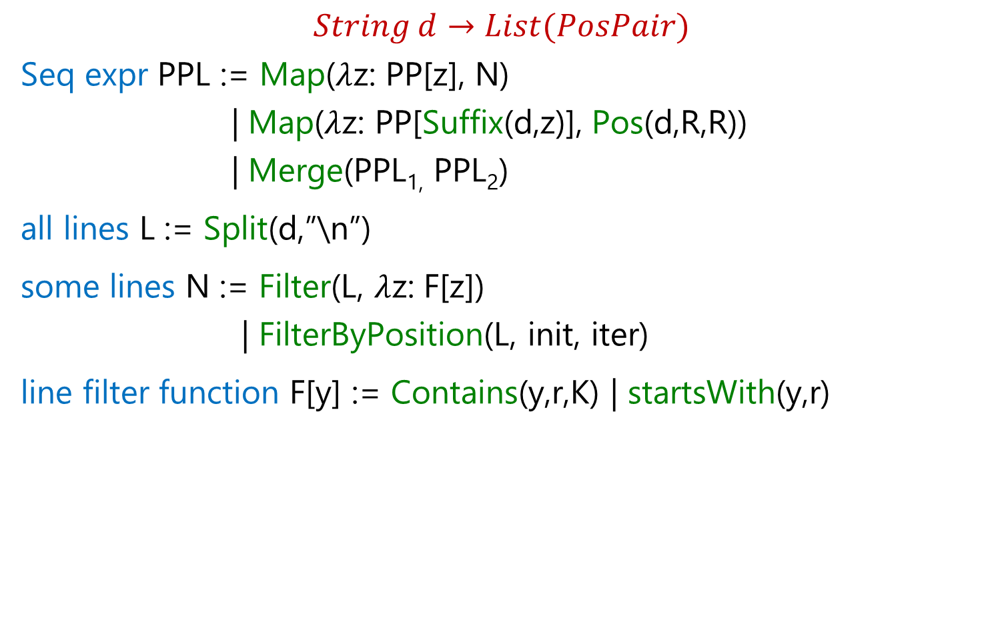 String d → List(PosPair)
Seq expr PPL := Map(λz: PP[z], N)
| Map(λz: PP[Suffix(d,z)], Pos(d,R,R))
| Merge(PPL₁, PPL₂)
all lines L := Split(d,"\n")
some lines N := Filter(L, λz: F[z])
| FilterByPosition(L, init, iter)
line filter function F[y] := Contains(y,r,K) | startsWith(y,r)